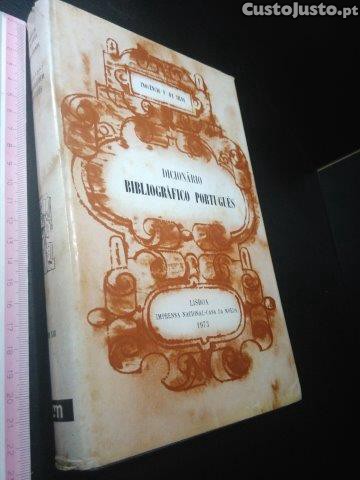 CustoJusto.pt
INOCÊNCIO F. DA SILVA
DICIONÁRIO
BIBLIOGRÁFICO PORTUGUÊS
LISBOA
IMPRENSA NACIONAL-CASA DA MOEDA
1973